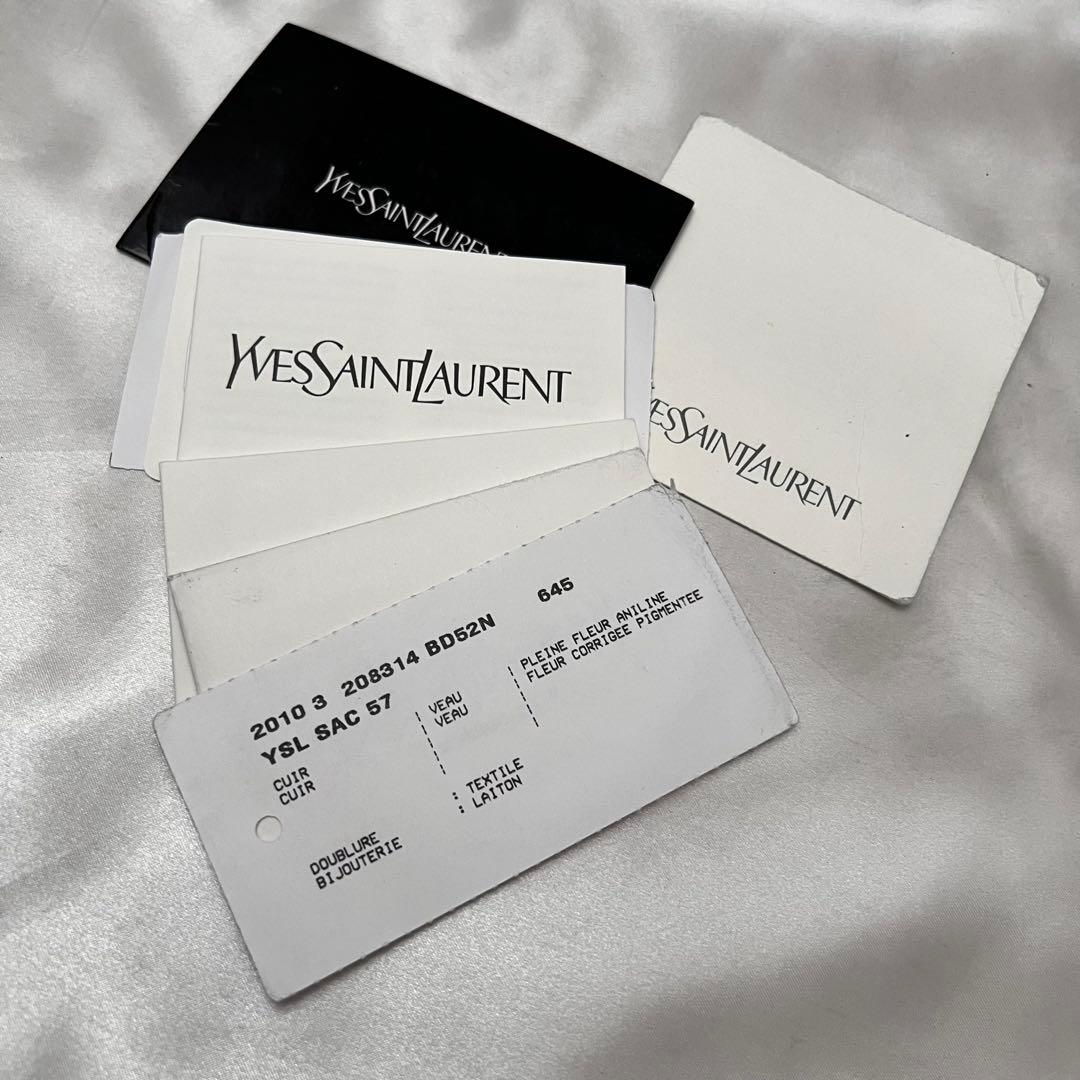 YVESSAINTLAURENT
YVESSAINTLAURENT
YVESSAINTLAURENT
2010 3 208314 BD52N 645
YSL SAC 57
CUIR VEAU PLEINE FLEUR ANILINE
CUIR VEAU FLEUR CORRIGEE PIGMENTEE
DOUBLURE : TEXTILE
BIJOUTERIE : LAITON